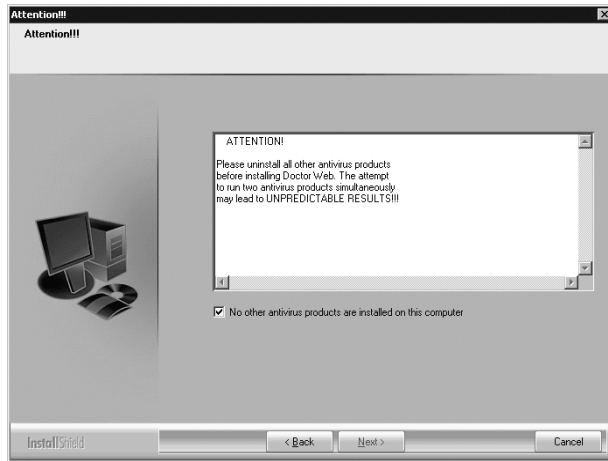 Attention!!!
Attention!!!
ATTENTION!
Please uninstall all other antivirus products
before installing Doctor Web. The attempt
to run two antivirus products simultaneously
may lead to UNPREDICTABLE RESULTS!!!
No other antivirus products are installed on this computer
InstallShield
< Back
Next >
Cancel